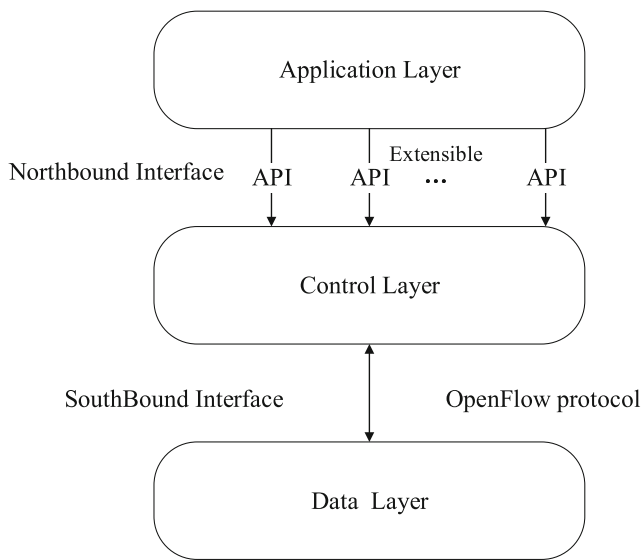 Application Layer
Extensible
Northbound Interface API API ... API
Control Layer
SouthBound Interface OpenFlow protocol
Data Layer